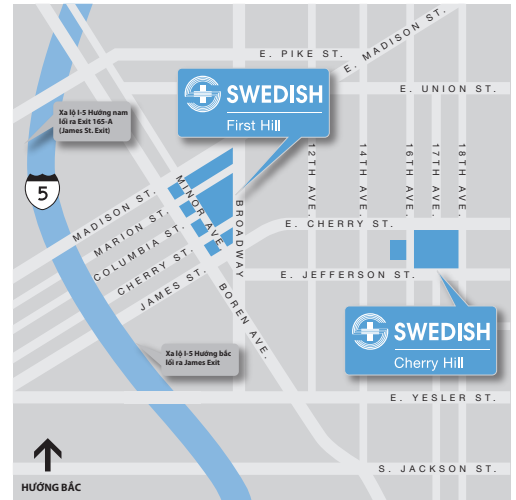 E. PIKE ST.
E. MADISON ST.
E. UNION ST.
SWEDISH
First Hill
Xa lộ I-5 Hướng nam
lối ra Exit 165-A
(James St. Exit)
5
12TH AVE.
14TH AVE.
16TH AVE.
17TH AVE.
18TH AVE.
MADISON ST.
MARION ST.
COLUMBIA ST.
CHERRY ST.
JAMES ST.
MINOR AVE.
BROADWAY
BOREN AVE.
E. CHERRY ST.
E. JEFFERSON ST.
SWEDISH
Cherry Hill
Xa lộ I-5 Hướng bắc
lối ra James Exit
E. YESLER ST.
S. JACKSON ST.
HƯỚNG BẮC